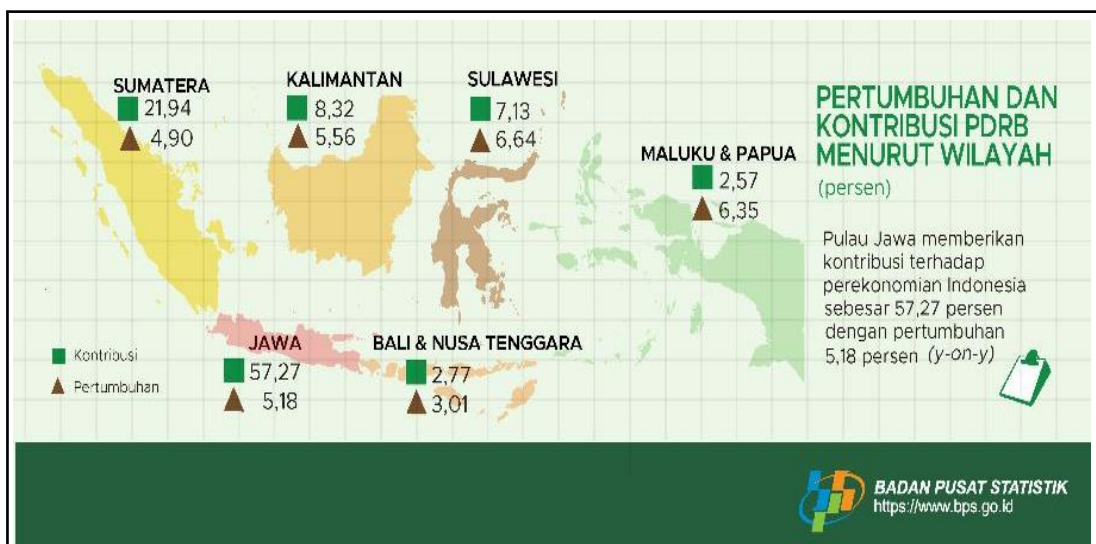 SUMATERA
21,94
4,90
KALIMANTAN
8,32
5,56
SULAWESI
7,13
6,64
MALUKU & PAPUA
2,57
6,35
JAWA
57,27
5,18
BALI & NUSA TENGGARA
2,77
3,01
Kontribusi
Pertumbuhan
PERTUMBUHAN DAN
KONTRIBUSI PDRB
MENURUT WILAYAH
(persen)
Pulau Jawa memberikan
kontribusi terhadap
perekonomian Indonesia
sebesar 57,27 persen
dengan pertumbuhan
5,18 persen (y-on-y)
BADAN PUSAT STATISTIK
https://www.bps.go.id